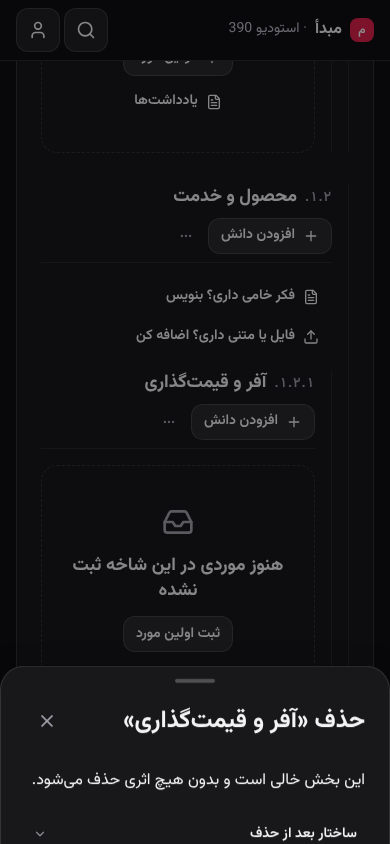 م مبدأ · استودیو 390
یادداشت‌ها
۱.۲. محصول و خدمت
+ افزودن دانش ...
فکر خامی داری؟ بنویس
فایل یا متنی داری؟ اضافه کن
۱.۲.۱. آفر و قیمت‌گذاری
+ افزودن دانش ...
هنوز موردی در این شاخه ثبت
نشده
ثبت اولین مورد
حذف «آفر و قیمت‌گذاری»
این بخش خالی است و بدون هیچ اثری حذف می‌شود.
ساختار بعد از حذف